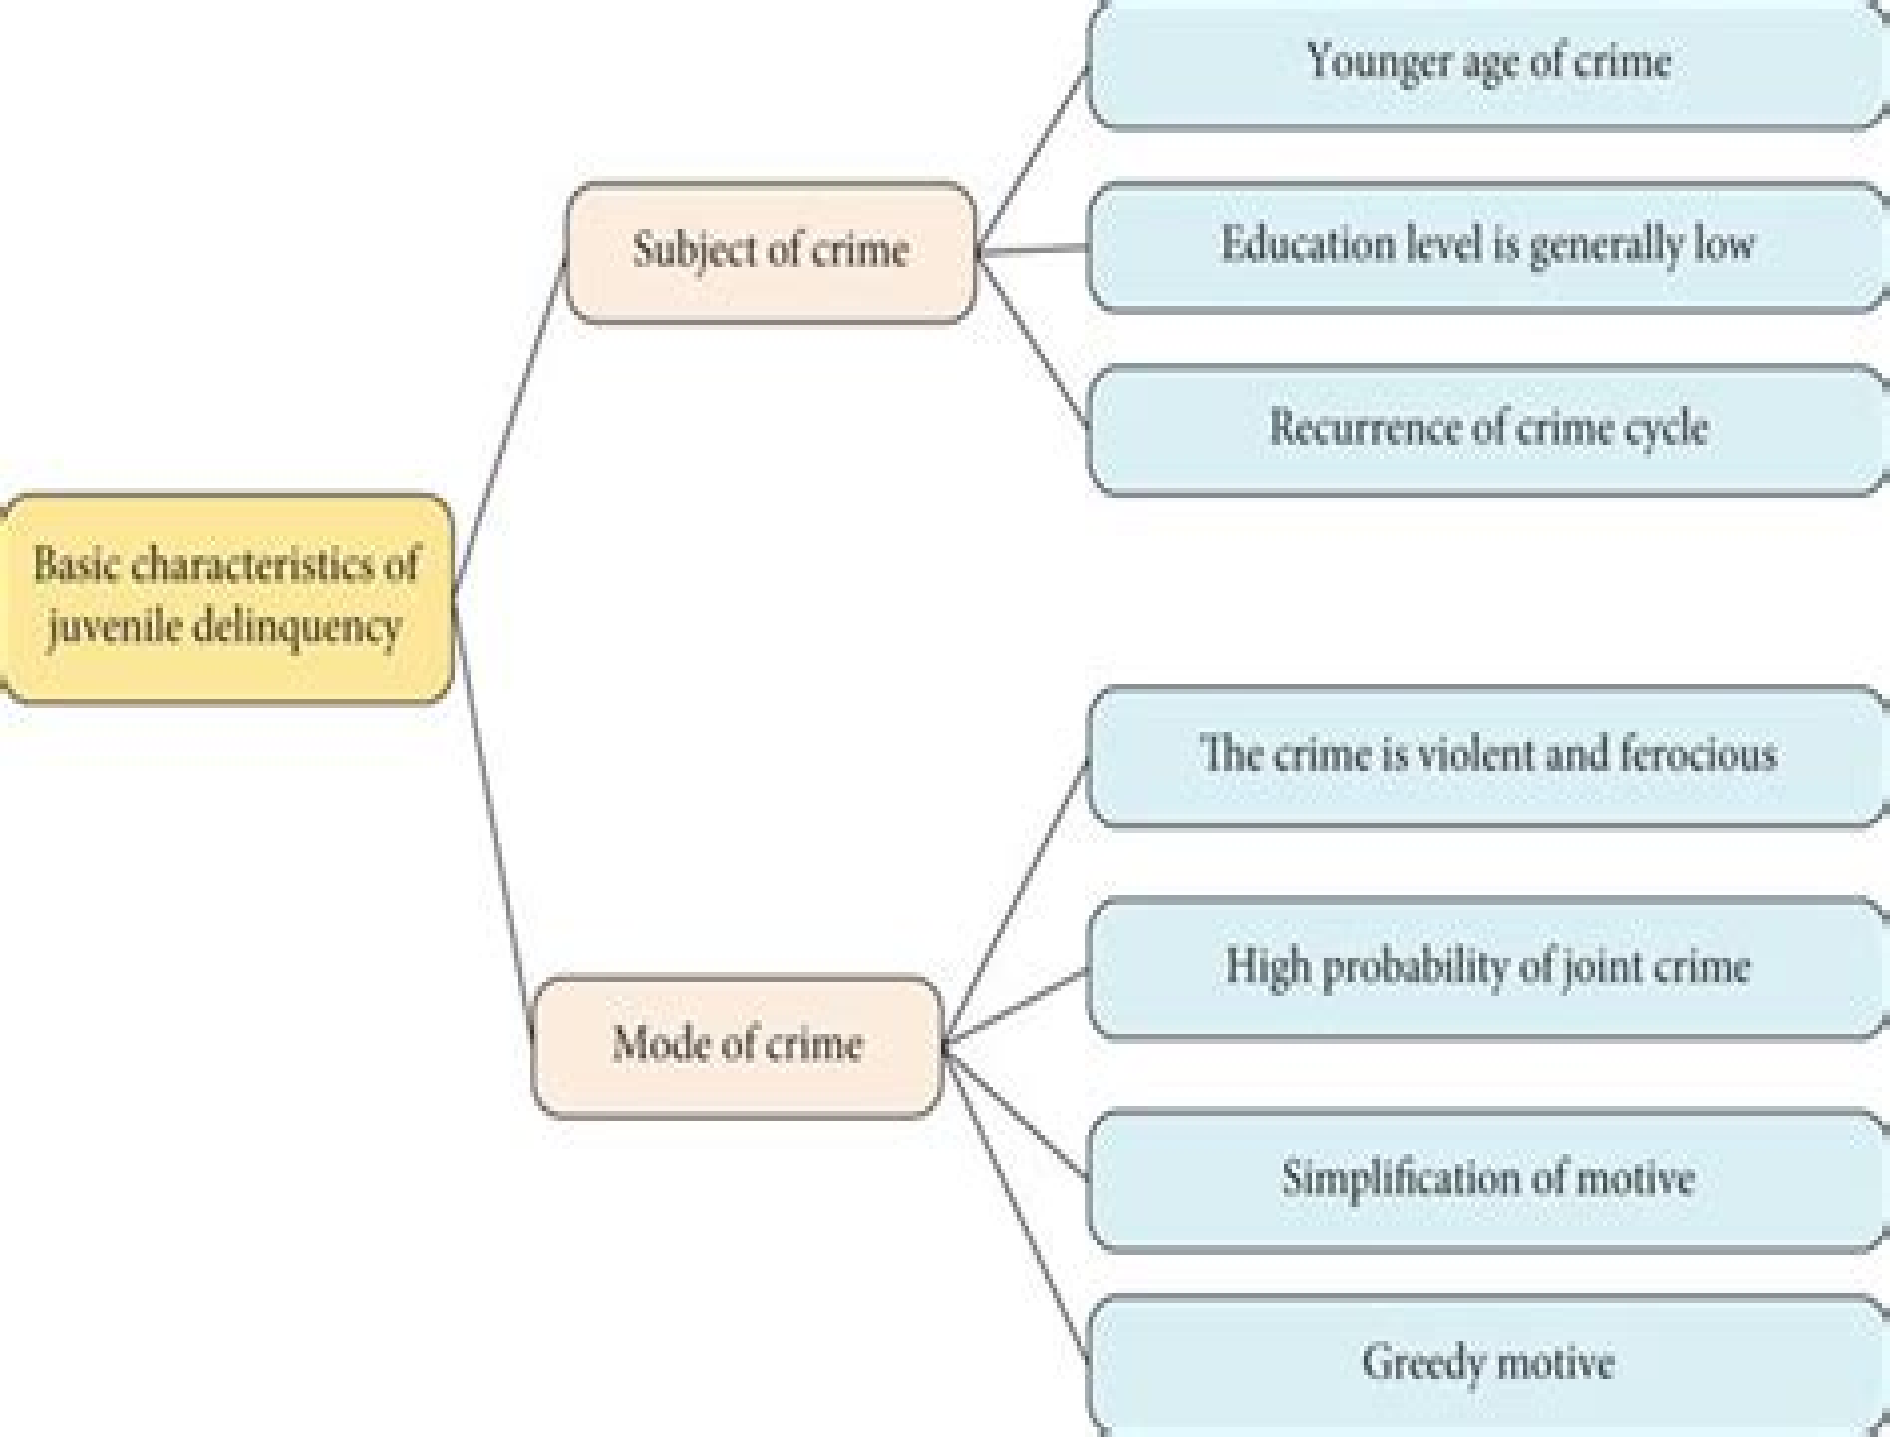 Younger age of crime
Subject of crime
Education level is generally low
Recurrence of crime cycle
Basic characteristics of
juvenile delinquency
The crime is violent and ferocious
High probability of joint crime
Mode of crime
Simplification of motive
Greedy motive